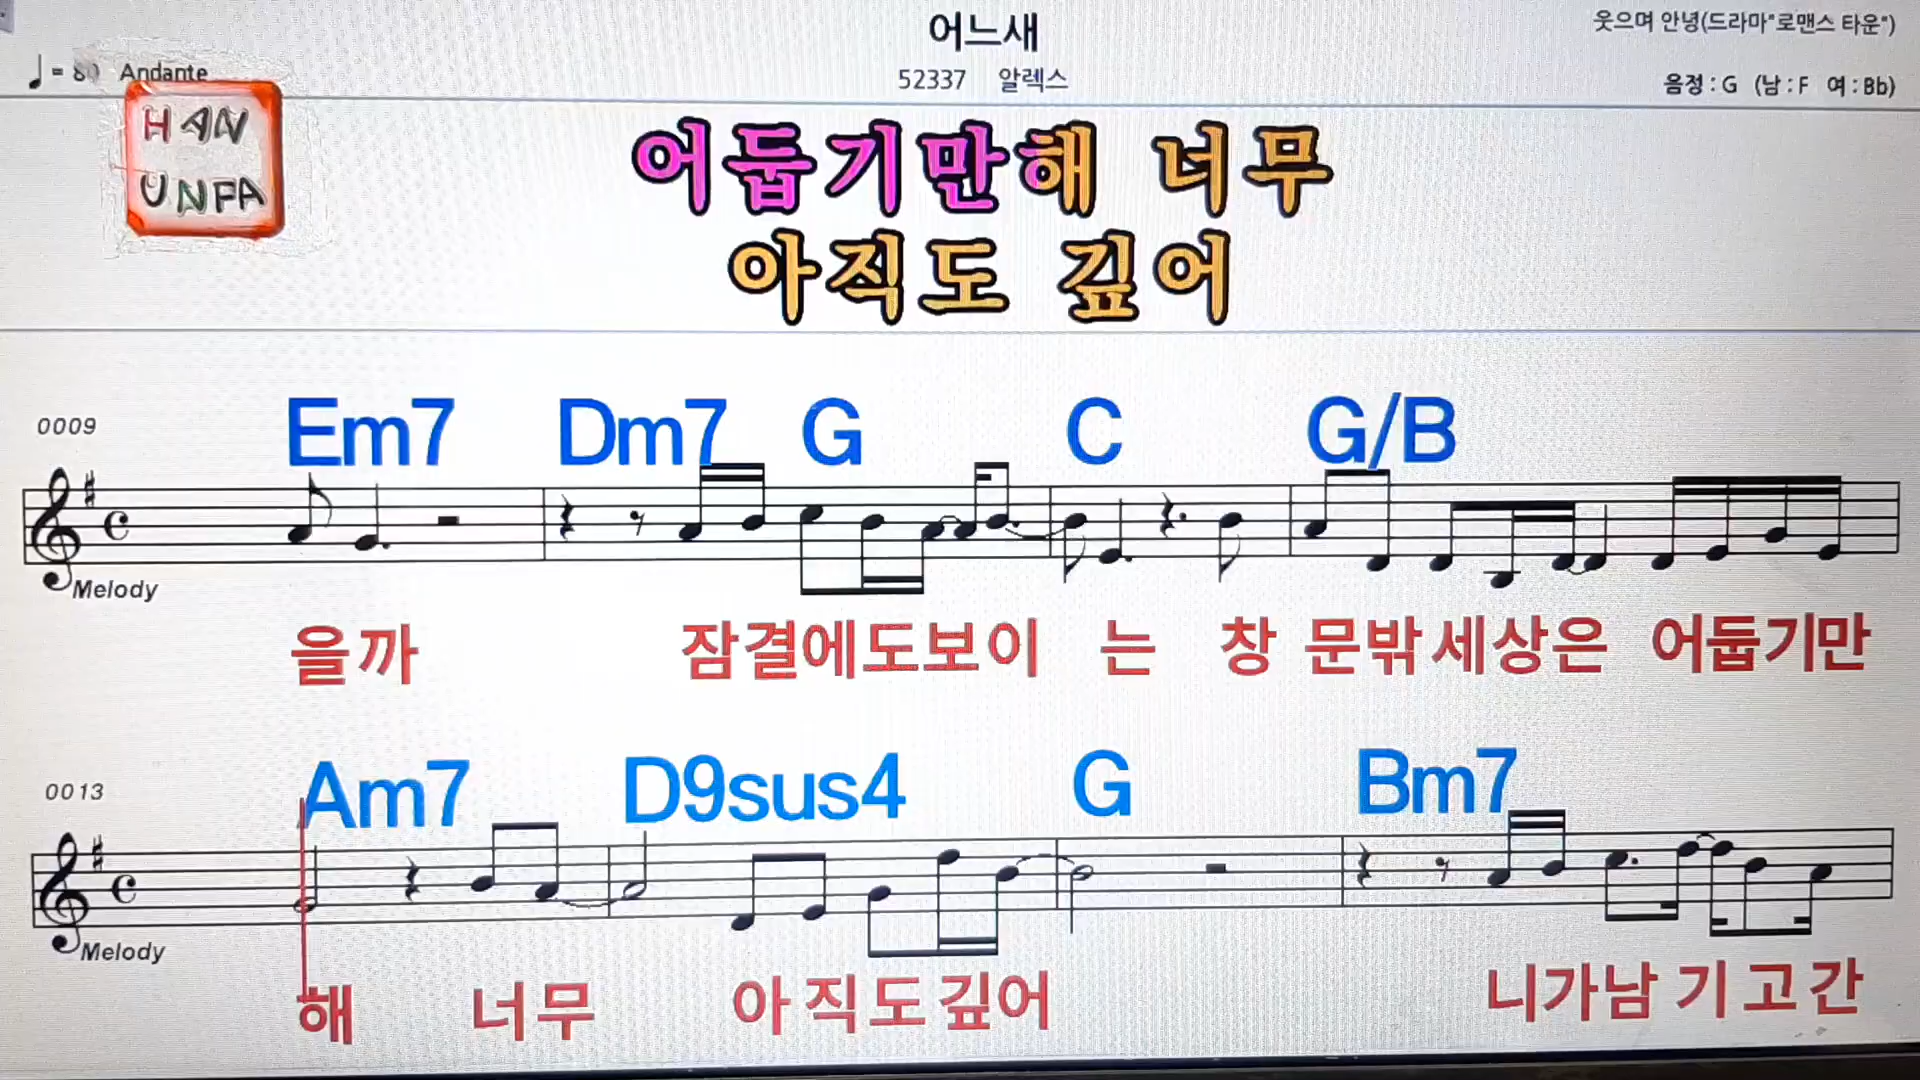 어느새
웃으며 안녕(드라마"로맨스 타운")
= 80 Andante
52337 알렉스
음정 : G (남 : F 여 : Bb)
HAN
UNFA
어둡기만해 너무
아직도 깊어
0009
Em7 Dm7 G C G/B
Melody
을까 잠결에도보이 는 창 문밖세상은 어둡기만
0013
Am7 D9sus4 G Bm7
Melody
해 너무 아직도깊어 니가남기고간